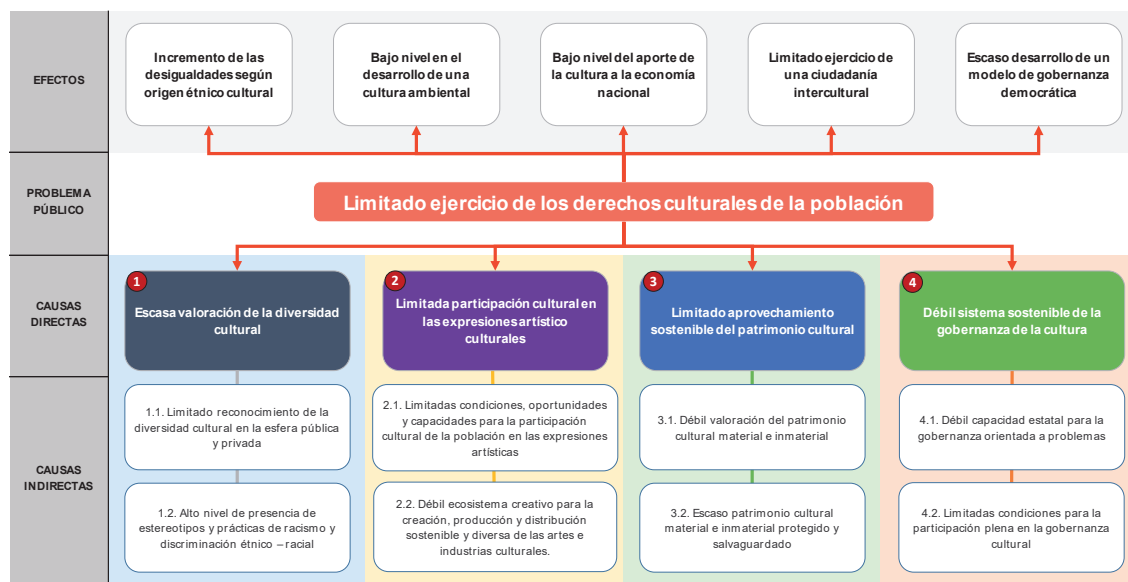 EFECTOS
Incremento de las
desigualdades según
origen étnico cultural
Bajo nivel en el
desarrollo de una
cultura ambiental
Bajo nivel del aporte de
la cultura a la economía
nacional
Limitado ejercicio de
una ciudadanía
intercultural
Escaso desarrollo de un
modelo de gobernanza
democrática
PROBLEMA
PÚBLICO
Limitado ejercicio de los derechos culturales de la población
CAUSAS
DIRECTAS
1
Escasa valoración de la diversidad
cultural
2
Limitada participación cultural en
las expresiones artístico
culturales
3
Limitado aprovechamiento
sostenible del patrimonio cultural
4
Débil sistema sostenible de la
gobernanza de la cultura
CAUSAS
INDIRECTAS
1.1. Limitado reconocimiento de la
diversidad cultural en la esfera pública
y privada
2.1. Limitadas condiciones, oportunidades
y capacidades para la participación
cultural de la población en las expresiones
artísticas
3.1. Débil valoración del patrimonio
cultural material e inmaterial
4.1. Débil capacidad estatal para la
gobernanza orientada a problemas
1.2. Alto nivel de presencia de
estereotipos y prácticas de racismo y
discriminación étnico – racial
2.2. Débil ecosistema creativo para la
creación, producción y distribución
sostenible y diversa de las artes e
industrias culturales.
3.2. Escaso patrimonio cultural
material e inmaterial protegido y
salvaguardado
4.2. Limitadas condiciones para la
participación plena en la gobernanza
cultural